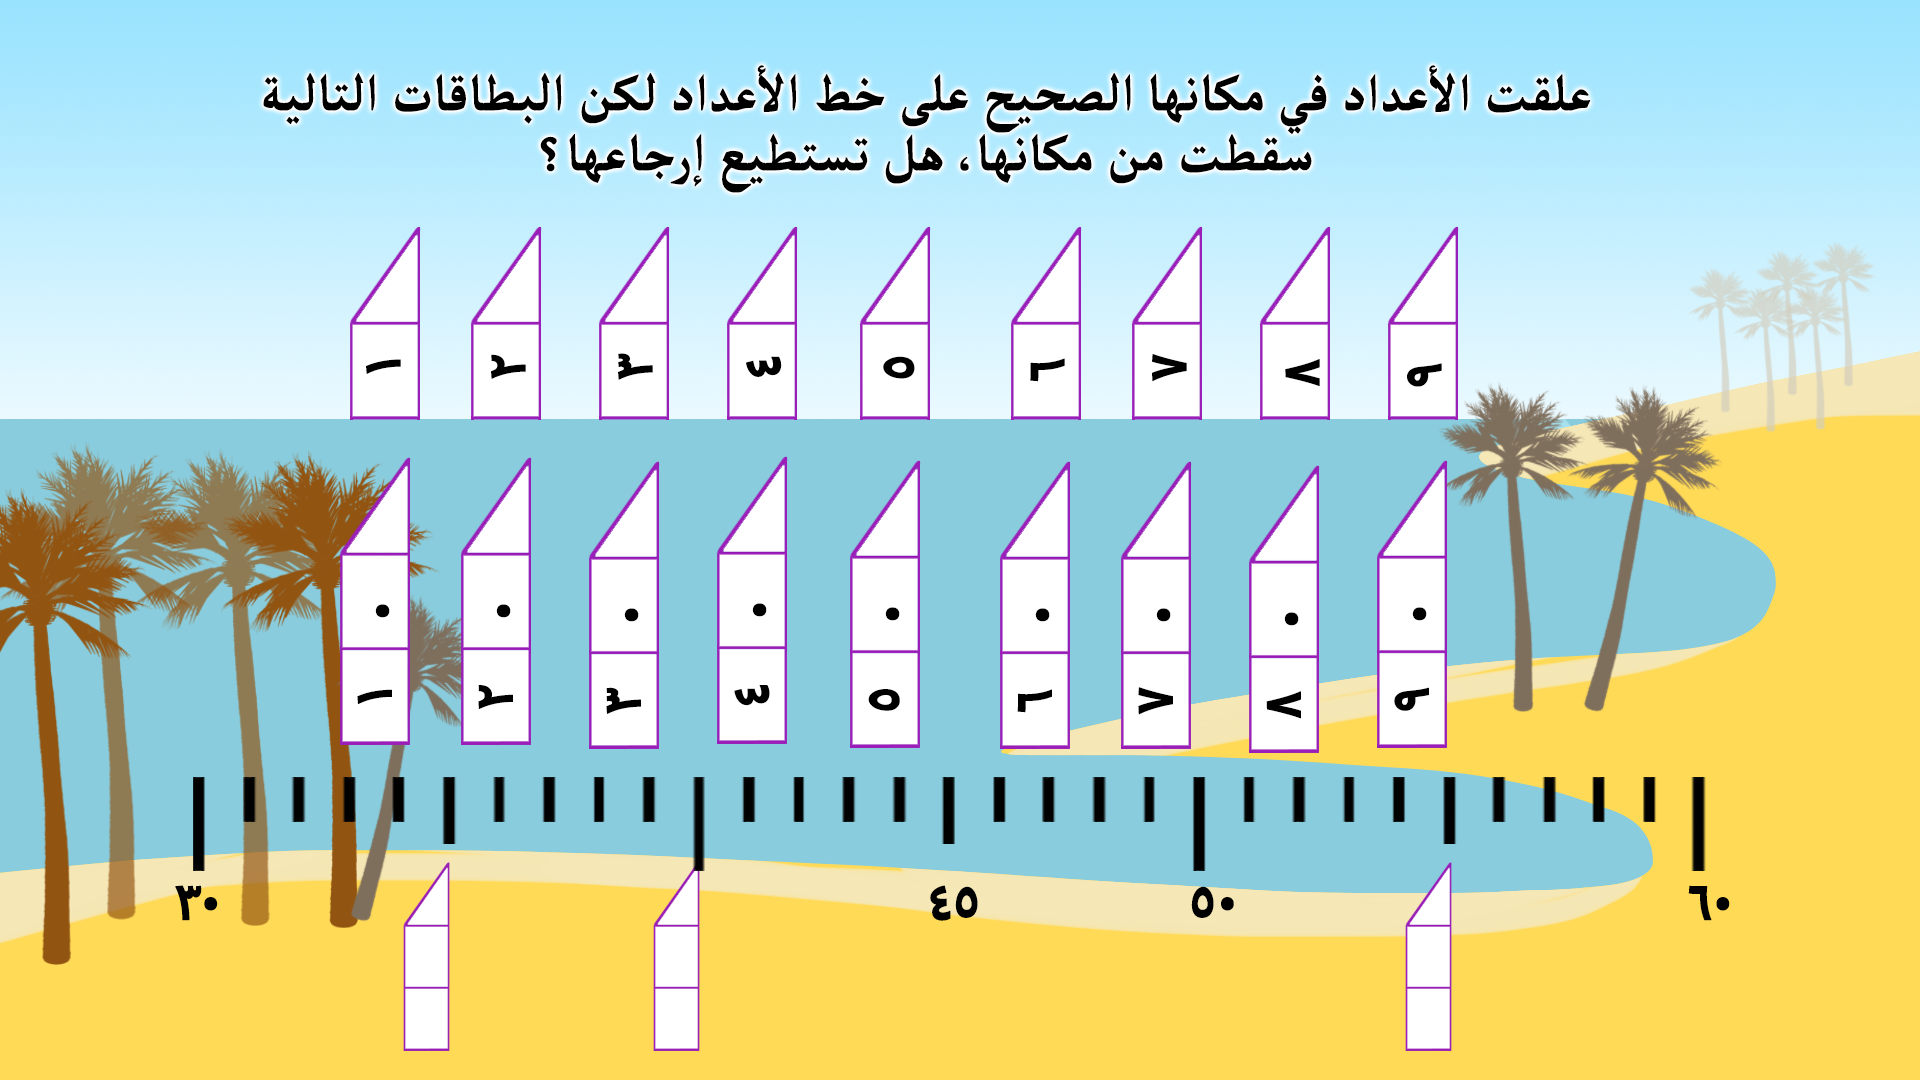 علقت الأعداد في مكانها الصحيح على خط الأعداد لكن البطاقات التالية
سقطت من مكانها، هل تستطيع إرجاعها؟
١ ٢ ٣ ٤ ٥ ٦ ٧ ٨ ٩
١٠ ٢٠ ٣٠ ٤٠ ٥٠ ٦٠ ٧٠ ٨٠ ٩٠
٣٠ ٤٥ ٥٠ ٦٠